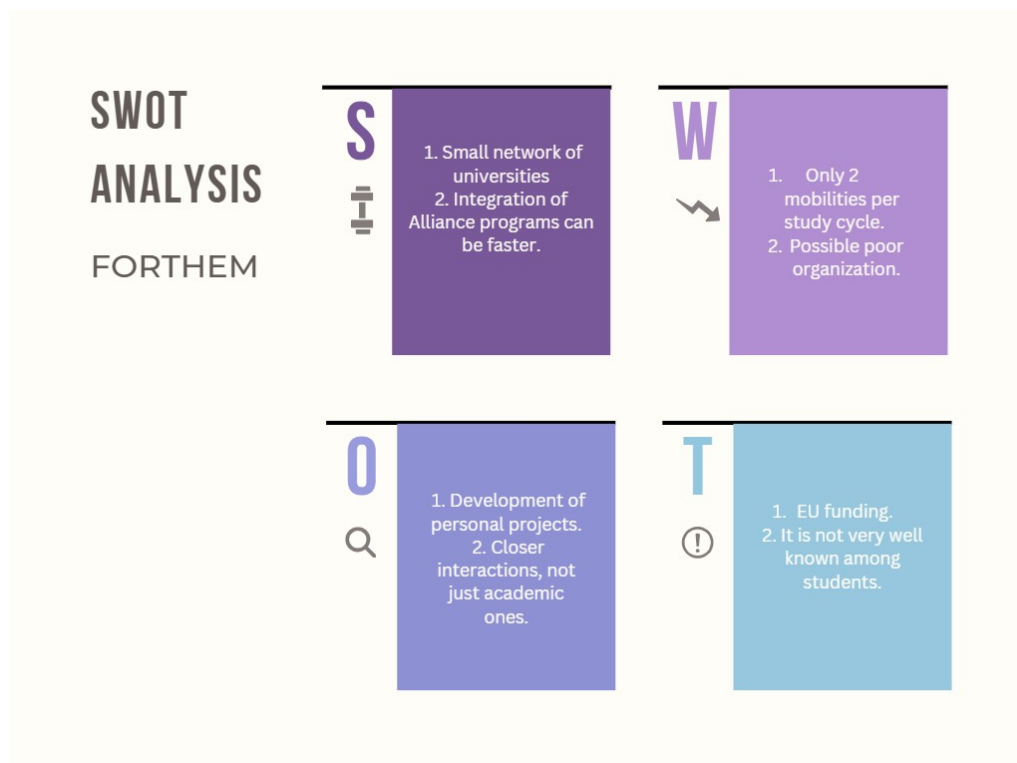 SWOT
ANALYSIS
FORTHEM
S
1. Small network of
universities
2. Integration of
Alliance programs can
be faster.
W
1. Only 2
mobilities per
study cycle.
2. Possible poor
organization.
O
1. Development of
personal projects.
2. Closer
interactions, not
just academic
ones.
T
1. EU funding.
2. It is not very well
known among
students.